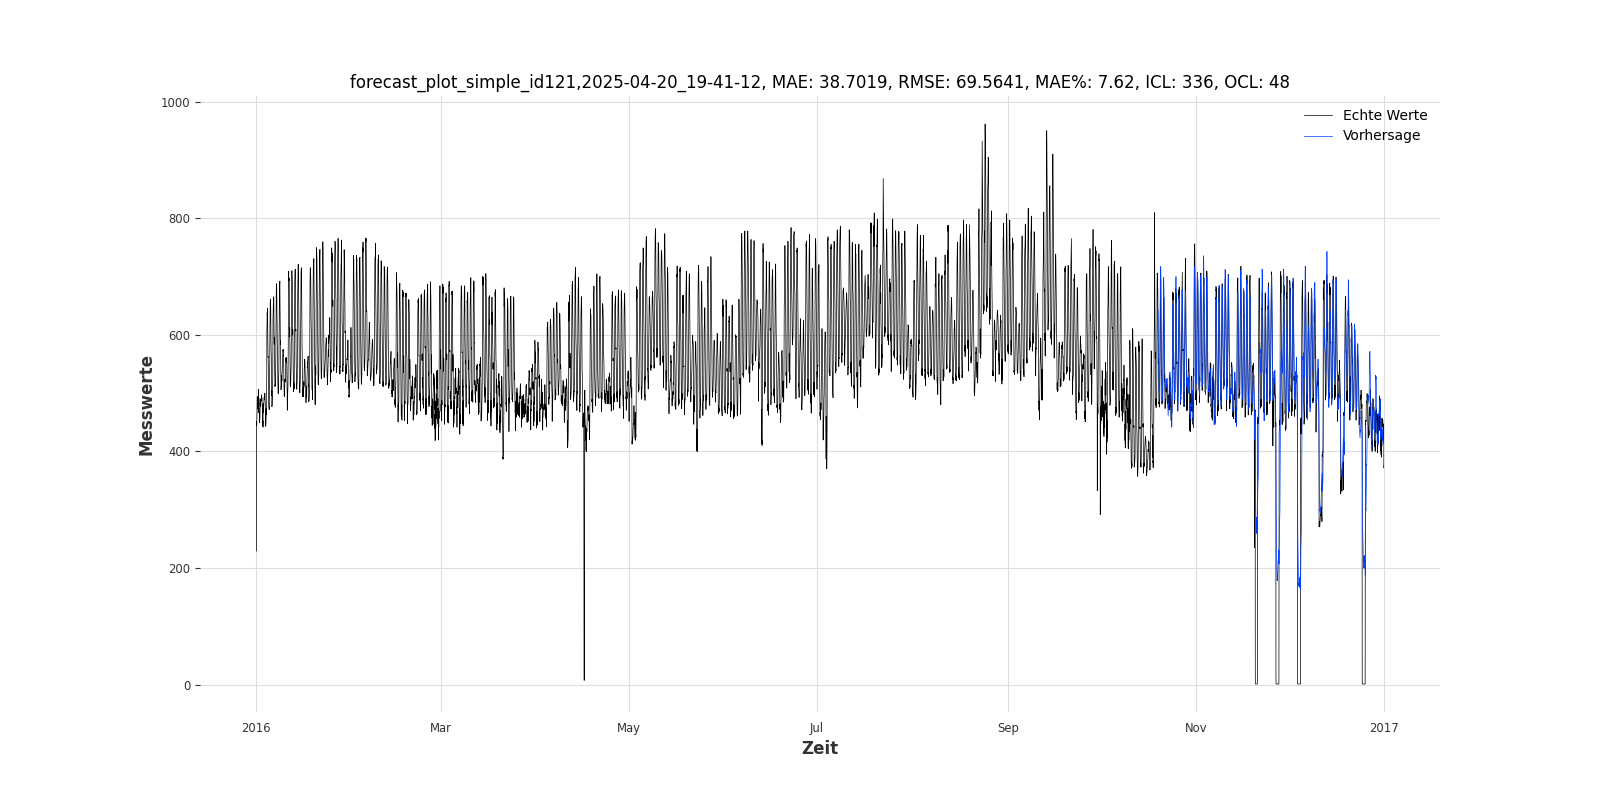 forecast_plot_simple_id121,2025-04-20_19-41-12, MAE: 38.7019, RMSE: 69.5641, MAE%: 7.62, ICL: 336, OCL: 48
Echte Werte
Vorhersage
1000
800
600
400
200
0
Messwerte
2016
Mar
May
Jul
Sep
Nov
2017
Zeit